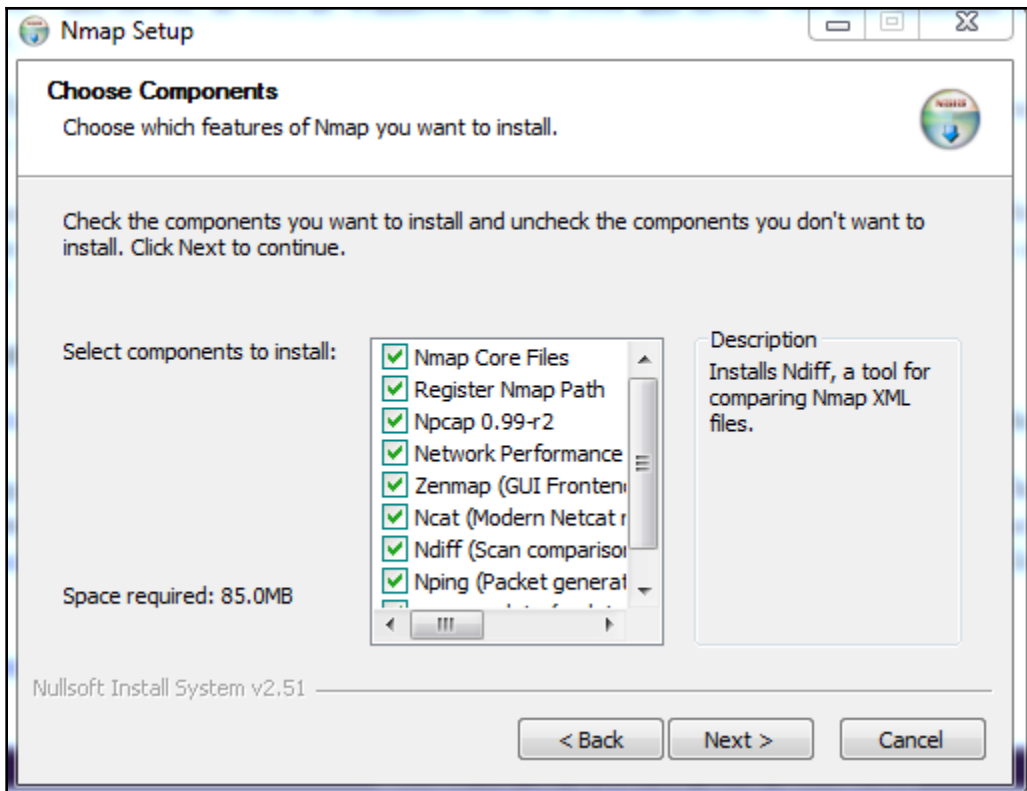 Nmap Setup
Choose Components
Choose which features of Nmap you want to install.
Check the components you want to install and uncheck the components you don't want to
install. Click Next to continue.
Select components to install:
Nmap Core Files
Register Nmap Path
Npcap 0.99-r2
Network Performance
Zenmap (GUI Fronten
Ncat (Modern Netcat r
Ndiff (Scan compariso
Nping (Packet generat
Description
Installs Ndiff, a tool for
comparing Nmap XML
files.
Space required: 85.0MB
Nullsoft Install System v2.51
< Back
Next >
Cancel